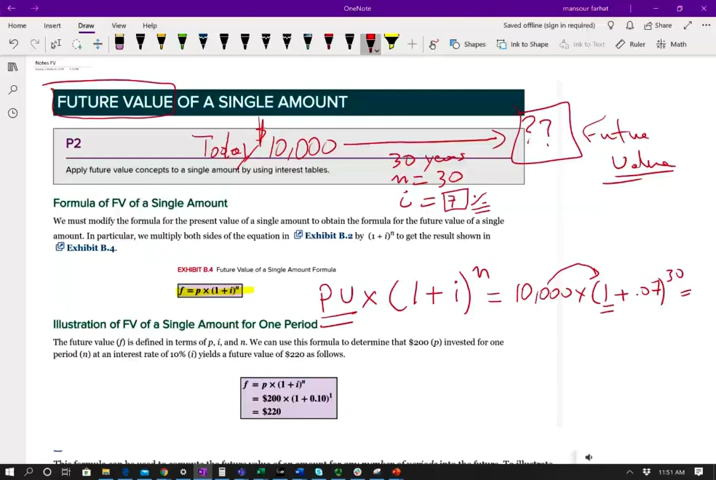 OneNote
mansour farhat
Home Insert Draw View Help
Saved offline (sign in required)
Share
Shapes Ink to Shape Ink to Text Ruler Math
Notes FV
FUTURE VALUE OF A SINGLE AMOUNT
P2
Today $10,000
??
Future
Value
30 years
n = 30
i = 7 %
Apply future value concepts to a single amount by using interest tables.
Formula of FV of a Single Amount
We must modify the formula for the present value of a single amount to obtain the formula for the future value of a single
amount. In particular, we multiply both sides of the equation in Exhibit B.2 by (1 + i)ⁿ to get the result shown in
Exhibit B.4.
EXHIBIT B.4 Future Value of a Single Amount Formula
f = p × (1 + i)ⁿ
PV × (1 + i)ⁿ = 10,000 × (1 + .07)³⁰ =
Illustration of FV of a Single Amount for One Period
The future value (f) is defined in terms of p, i, and n. We can use this formula to determine that $200 (p) invested for one
period (n) at an interest rate of 10% (i) yields a future value of $220 as follows.
f = p × (1 + i)ⁿ
= $200 × (1 + 0.10)¹
= $220
11:51 AM